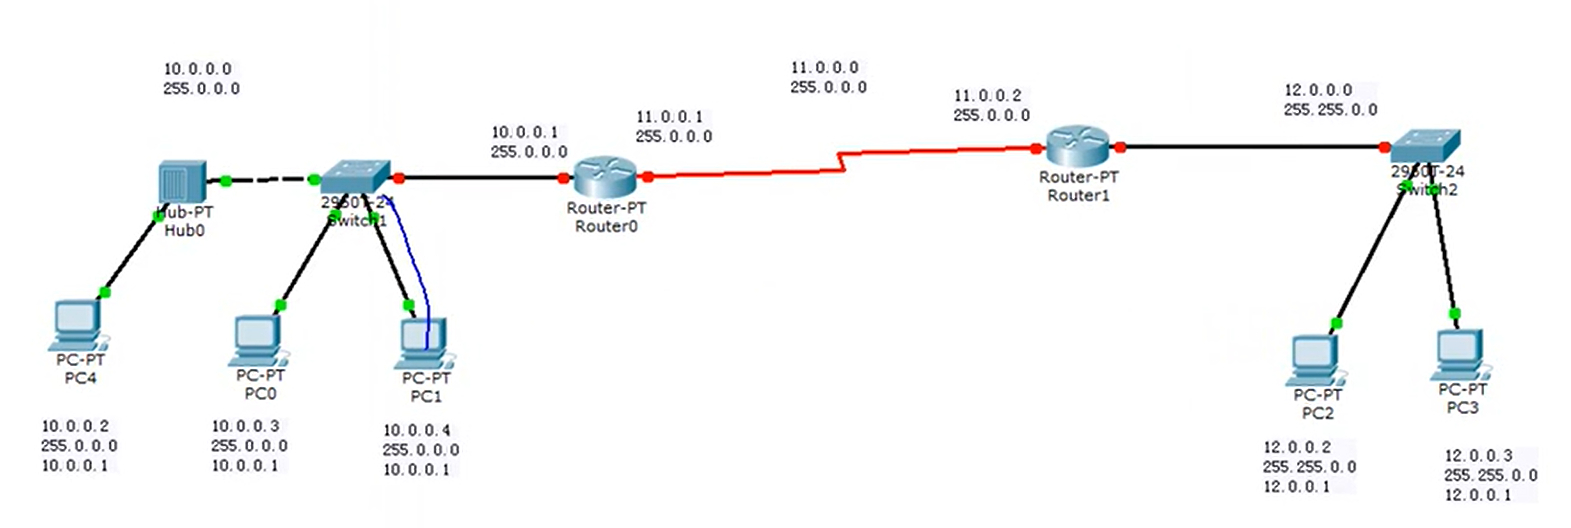 10.0.0.0
255.0.0.0
10.0.0.1
255.0.0.0
11.0.0.1
255.0.0.0
11.0.0.0
255.0.0.0
11.0.0.2
255.0.0.0
12.0.0.0
255.255.0.0
Hub-PT
Hub0
2950T-24
Switch1
Router-PT
Router0
Router-PT
Router1
2950T-24
Switch2
PC-PT
PC4
10.0.0.2
255.0.0.0
10.0.0.1
PC-PT
PC0
10.0.0.3
255.0.0.0
10.0.0.1
PC-PT
PC1
10.0.0.4
255.0.0.0
10.0.0.1
PC-PT
PC2
12.0.0.2
255.255.0.0
12.0.0.1
PC-PT
PC3
12.0.0.3
255.255.0.0
12.0.0.1